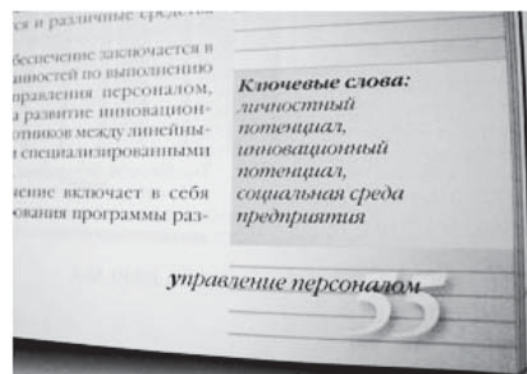 ся и различные средства
беспечение заключается в
анностей по выполнению
правления персоналом,
а развитие инновацион-
отников между линейны-
и специализированными
чение включает в себя
ования программы раз-
Ключевые слова:
личностный
потенциал,
инновационный
потенциал,
социальная среда
предприятия
управление персоналом
55